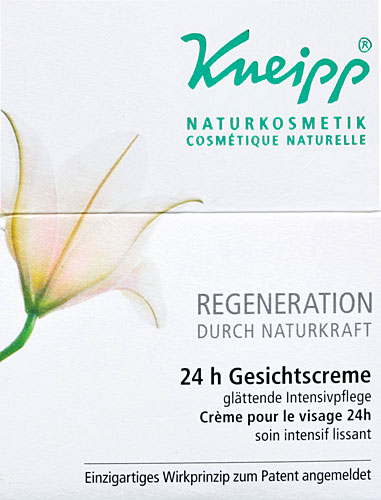 Kneipp®
NATURKOSMETIK
COSMÉTIQUE NATURELLE
REGENERATION
DURCH NATURKRAFT
24 h Gesichtscreme
glättende Intensivpflege
Crème pour le visage 24h
soin intensif lissant
Einzigartiges Wirkprinzip zum Patent angemeldet